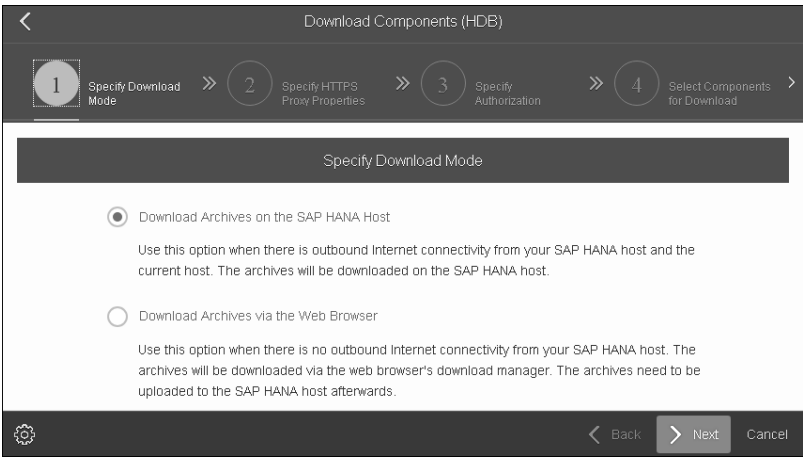 Download Components (HDB)
1 Specify Download Mode
2 Specify HTTPS Proxy Properties
3 Specify Authorization
4 Select Components for Download
Specify Download Mode
Download Archives on the SAP HANA Host
Use this option when there is outbound Internet connectivity from your SAP HANA host and the
current host. The archives will be downloaded on the SAP HANA host.
Download Archives via the Web Browser
Use this option when there is no outbound Internet connectivity from your SAP HANA host. The
archives will be downloaded via the web browser's download manager. The archives need to be
uploaded to the SAP HANA host afterwards.
Back Next Cancel